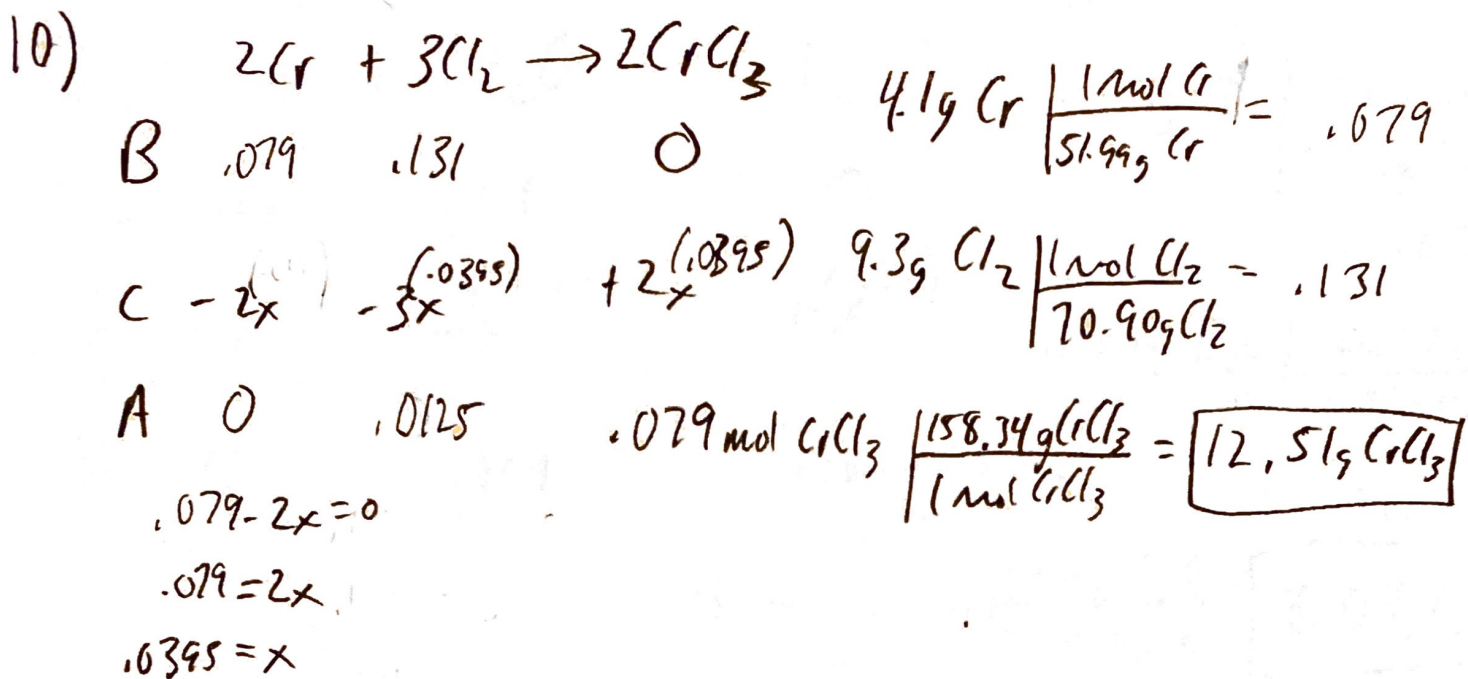 10) 2Cr + 3Cl₂ → 2CrCl₃
4.1g Cr | 1 mol Cr / 51.99g Cr | = .079
B .079 .131 0
C - 2x - 3x(.0395) + 2x(.0395)
9.3g Cl₂ | 1 mol Cl₂ / 70.90g Cl₂ = .131
A 0 .0125
.079 mol CrCl₃ | 158.34g CrCl₃ / 1 mol CrCl₃ = 12.51g CrCl₃
.079 - 2x = 0
.079 = 2x
.0395 = x